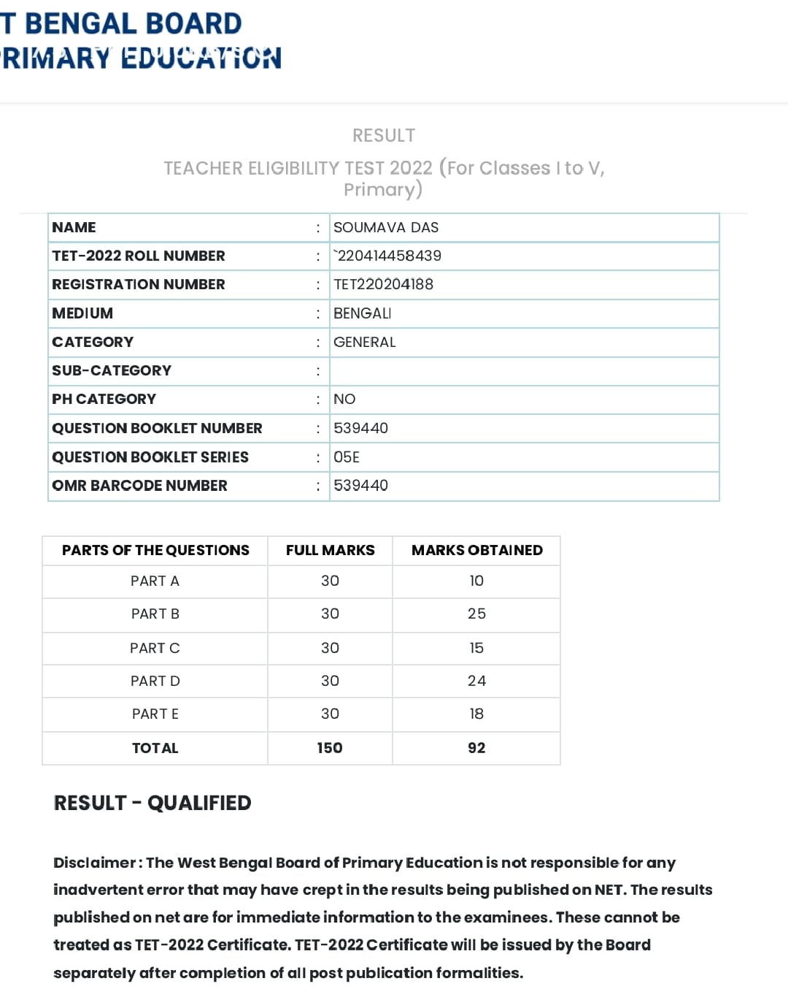 T BENGAL BOARD
RIMARY EDUCATION
RESULT
TEACHER ELIGIBILITY TEST 2022 (For Classes I to V,
Primary)
NAME : SOUMAVA DAS
TET-2022 ROLL NUMBER : `220414458439
REGISTRATION NUMBER : TET220204188
MEDIUM : BENGALI
CATEGORY : GENERAL
SUB-CATEGORY :
PH CATEGORY : NO
QUESTION BOOKLET NUMBER : 539440
QUESTION BOOKLET SERIES : 05E
OMR BARCODE NUMBER : 539440
PARTS OF THE QUESTIONS FULL MARKS MARKS OBTAINED
PART A 30 10
PART B 30 25
PART C 30 15
PART D 30 24
PART E 30 18
TOTAL 150 92
RESULT - QUALIFIED
Disclaimer : The West Bengal Board of Primary Education is not responsible for any
inadvertent error that may have crept in the results being published on NET. The results
published on net are for immediate information to the examinees. These cannot be
treated as TET-2022 Certificate. TET-2022 Certificate will be issued by the Board
separately after completion of all post publication formalities.